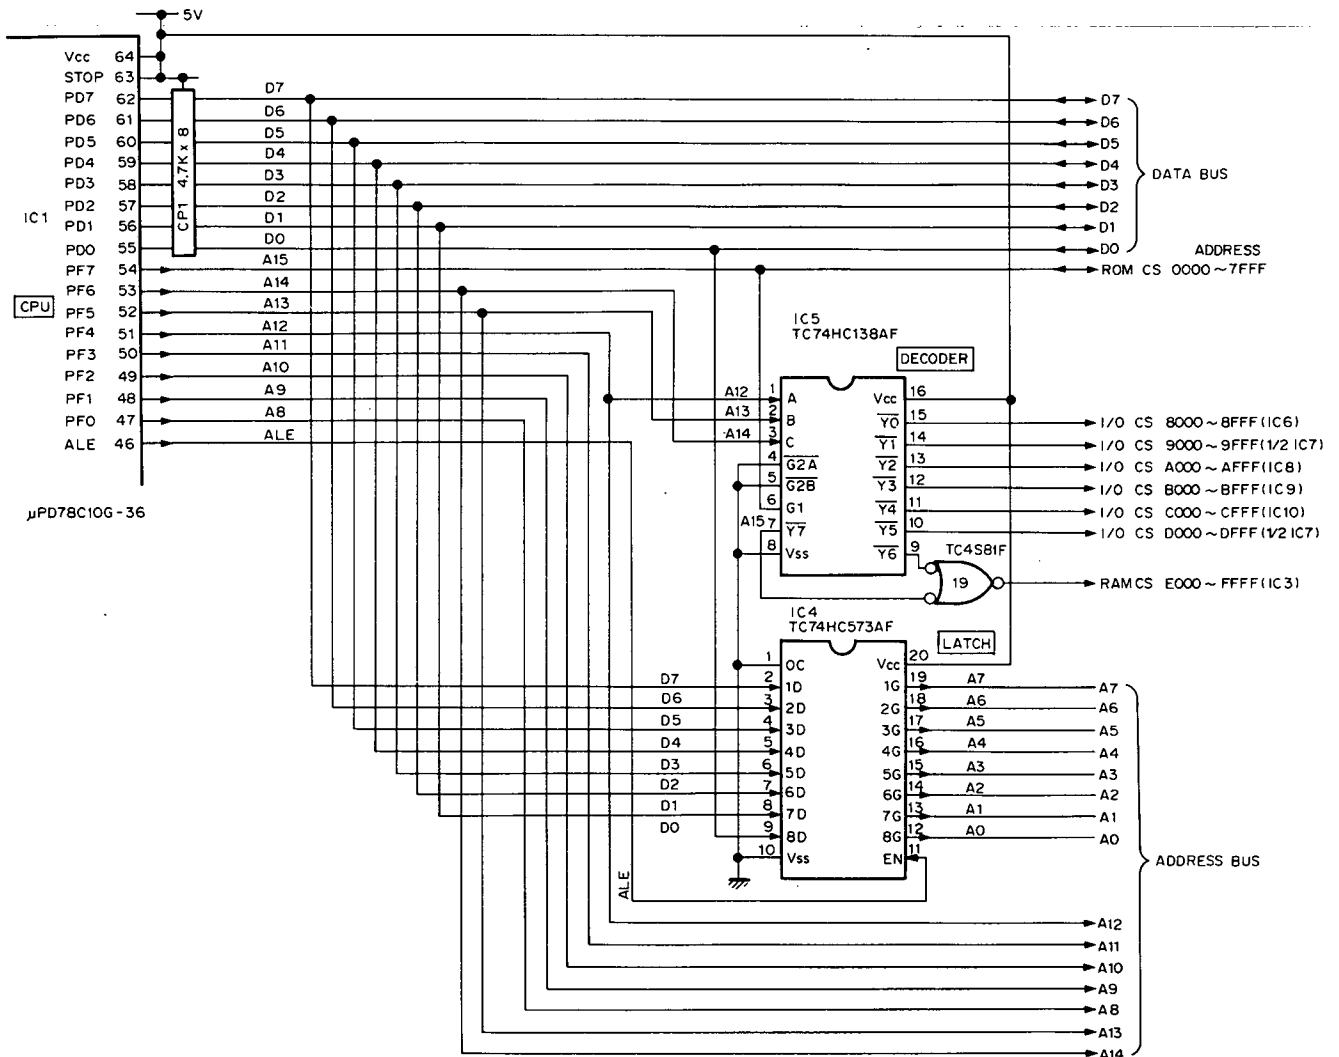 5V
Vcc 64
STOP 63
PD7 62 D7 D7
PD6 61 D6 D6
PD5 60 D5 D5
PD4 59 D4 D4
PD3 58 D3 D3
PD2 57 D2 D2
PD1 56 D1 D1
PD0 55 D0 D0
DATA BUS
CP1 4.7K x 8
IC1
CPU
ADDRESS
PF7 54 A15 ROM CS 0000~7FFF
PF6 53 A14
PF5 52 A13
PF4 51 A12
PF3 50 A11
PF2 49 A10
PF1 48 A9
PF0 47 A8
ALE 46 ALE
μPD78C10G-36
IC5
TC74HC138AF
DECODER
A12 1 A Vcc 16
A13 2 B Y0 15 I/O CS 8000~8FFF(IC6)
A14 3 C Y1 14 I/O CS 9000~9FFF(1/2 IC7)
4 G2A Y2 13 I/O CS A000~AFFF(IC8)
5 G2B Y3 12 I/O CS B000~BFFF(IC9)
6 G1 Y4 11 I/O CS C000~CFFF(IC10)
A15 7 Y7 Y5 10 I/O CS D000~DFFF(1/2 IC7)
8 Vss Y6 9
TC4S81F
19
RAM CS E000~FFFF(IC3)
IC4
TC74HC573AF
LATCH
1 OC Vcc 20
D7 2 1D 1G 19 A7 A7
D6 3 2D 2G 18 A6 A6
D5 4 3D 3G 17 A5 A5
D4 5 4D 4G 16 A4 A4
D3 6 5D 5G 15 A3 A3
D2 7 6D 6G 14 A2 A2
D1 8 7D 7G 13 A1 A1
D0 9 8D 8G 12 A0 A0
10 Vss EN 11
ALE
ADDRESS BUS
A12
A11
A10
A9
A8
A13
A14